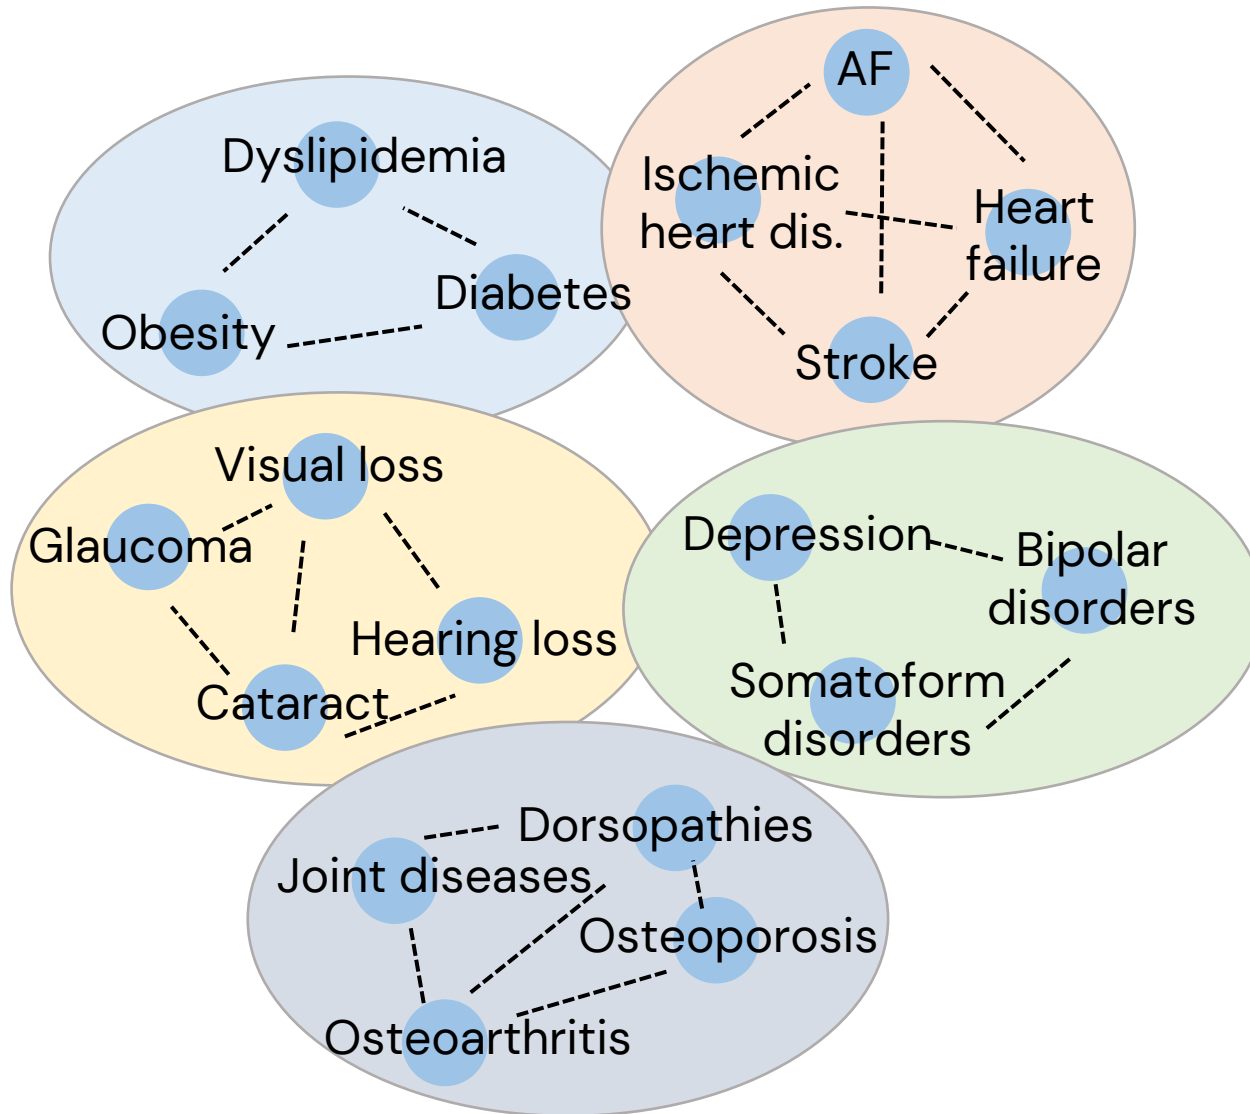 Dyslipidemia
Obesity
Diabetes
AF
Ischemic
heart dis.
Heart
failure
Stroke
Visual loss
Glaucoma
Hearing loss
Cataract
Depression
Bipolar
disorders
Somatoform
disorders
Dorsopathies
Joint diseases
Osteoporosis
Osteoarthritis